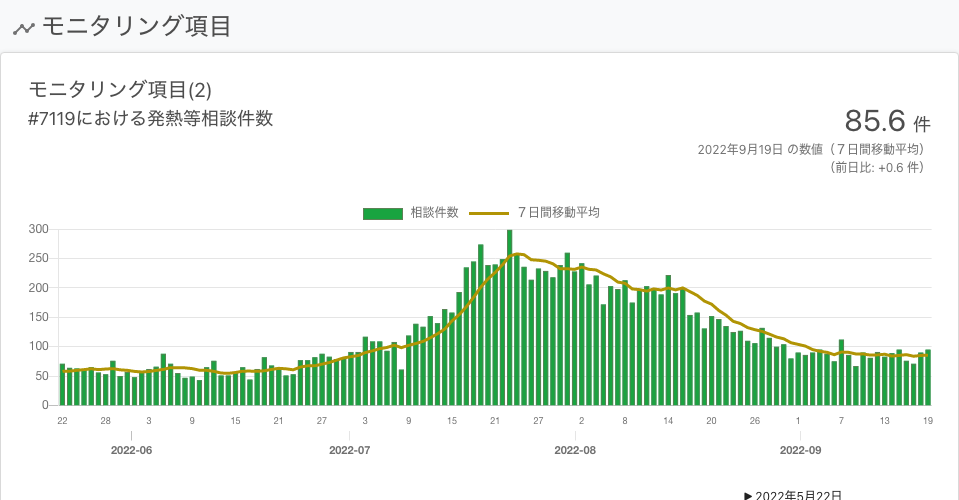 モニタリング項目
モニタリング項目(2)
#7119における発熱等相談件数
85.6 件
2022年9月19日 の数値（７日間移動平均）
（前日比: +0.6 件）
相談件数 ７日間移動平均
300
250
200
150
100
50
0
22 28 3 9 15 21 27 3 9 15 21 27 2 8 14 20 26 1 7 13 19
2022-06 2022-07 2022-08 2022-09
▶ 2022年5月22日